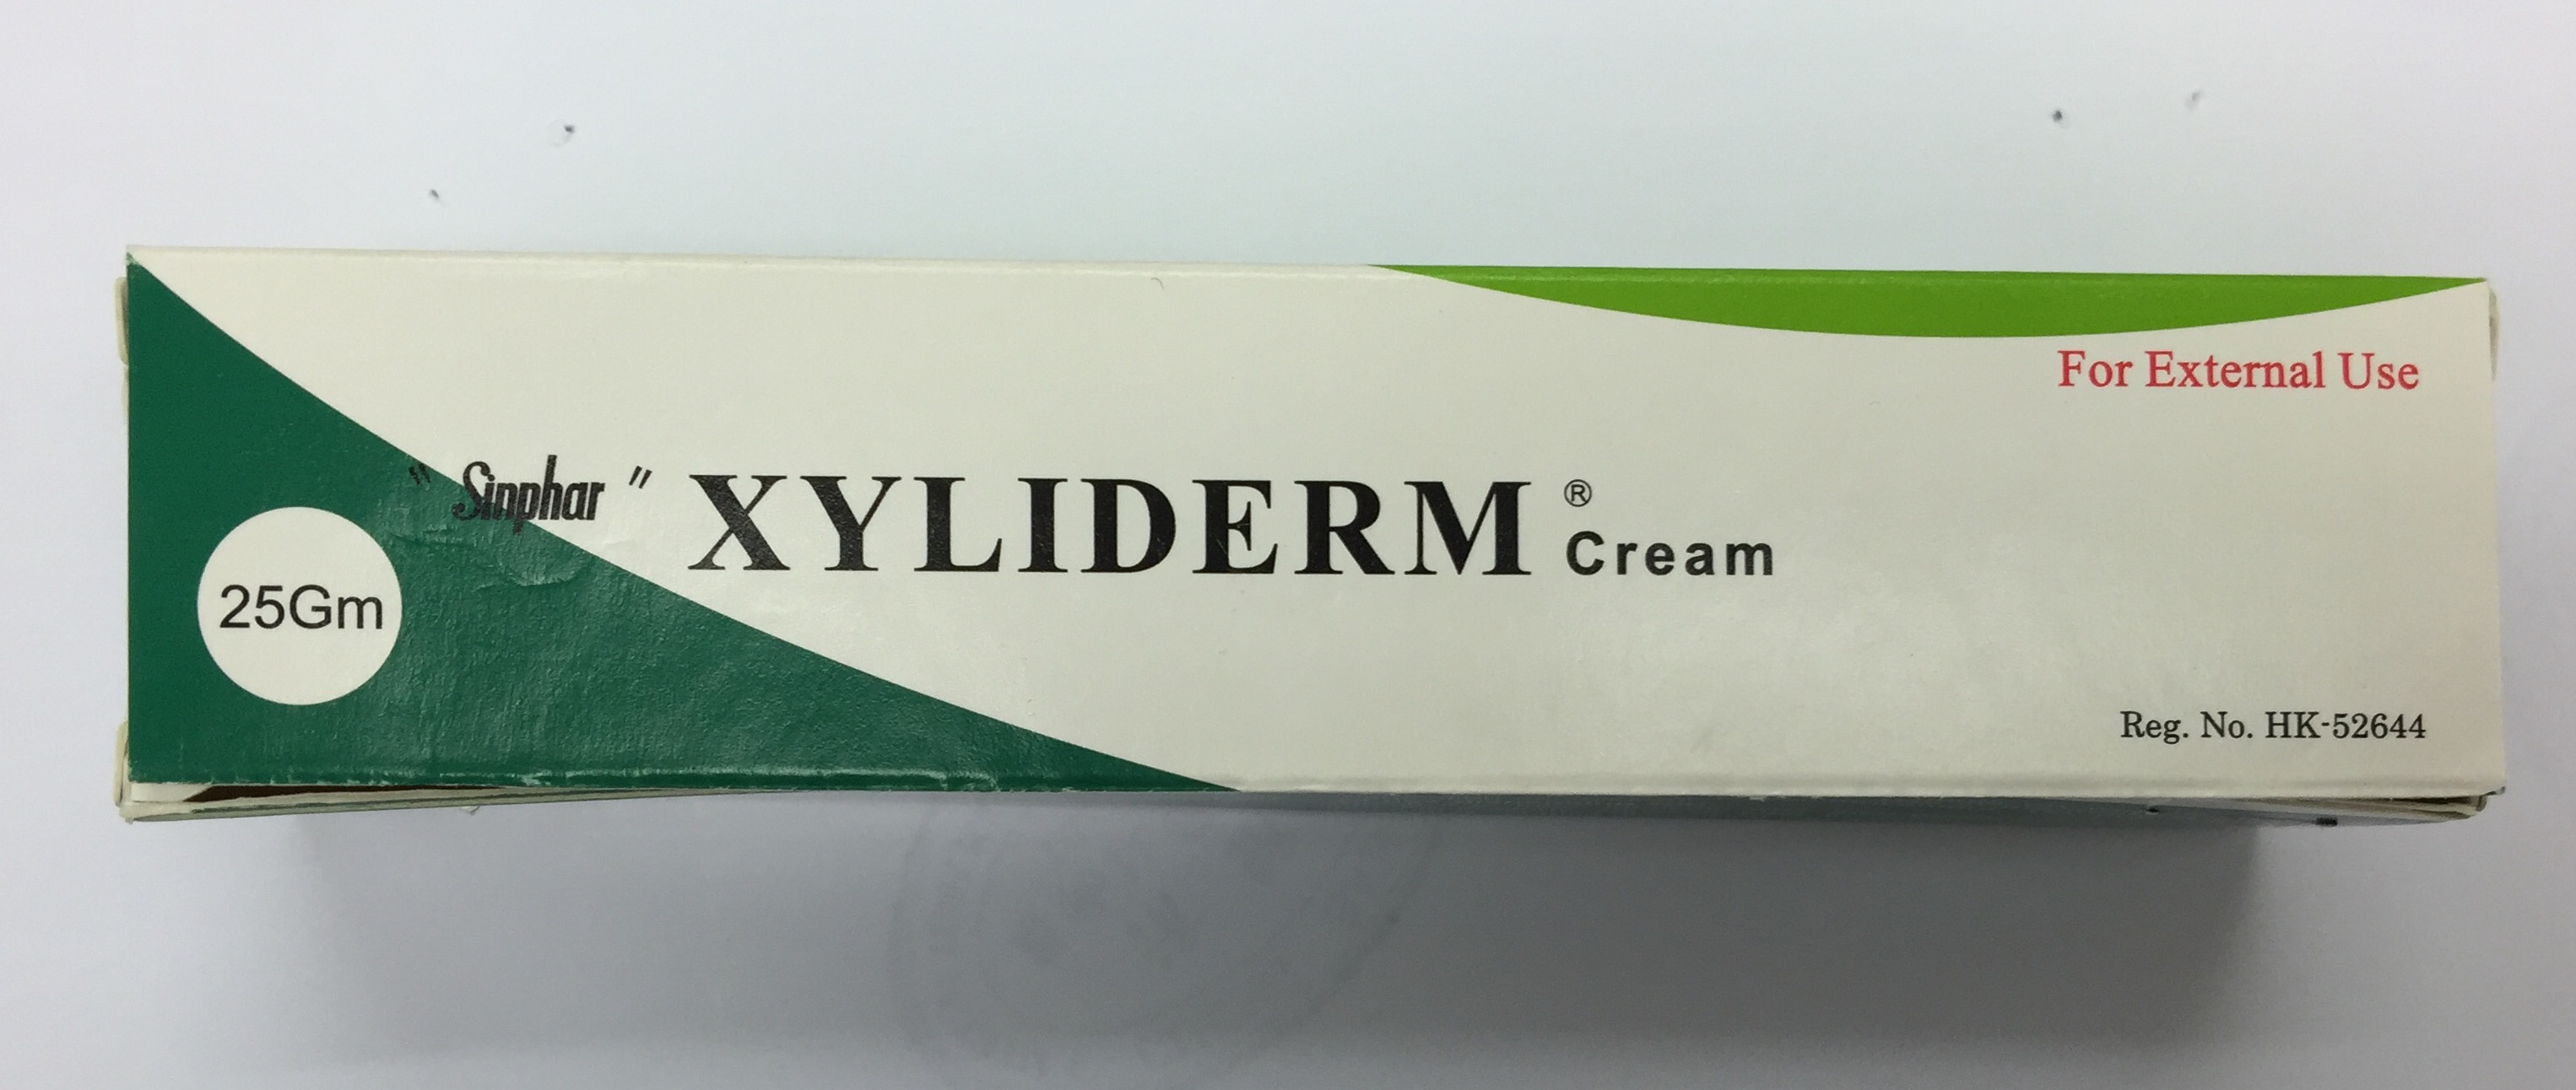 For External Use
"Sinphar" XYLIDERM® Cream
25Gm
Reg. No. HK-52644